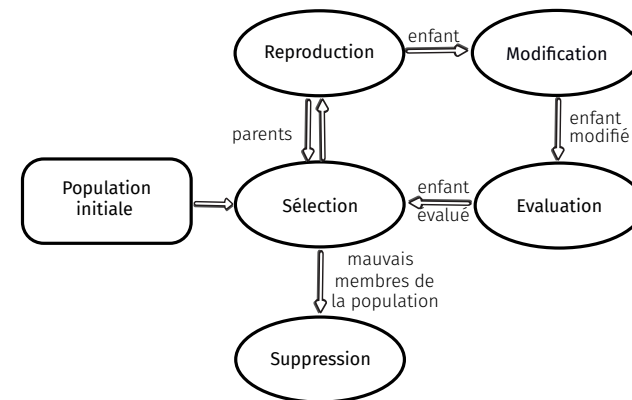 Reproduction
enfant
Modification
parents
enfant
modifié
Population
initiale
Sélection
enfant
évalué
Evaluation
mauvais
membres de
la population
Suppression